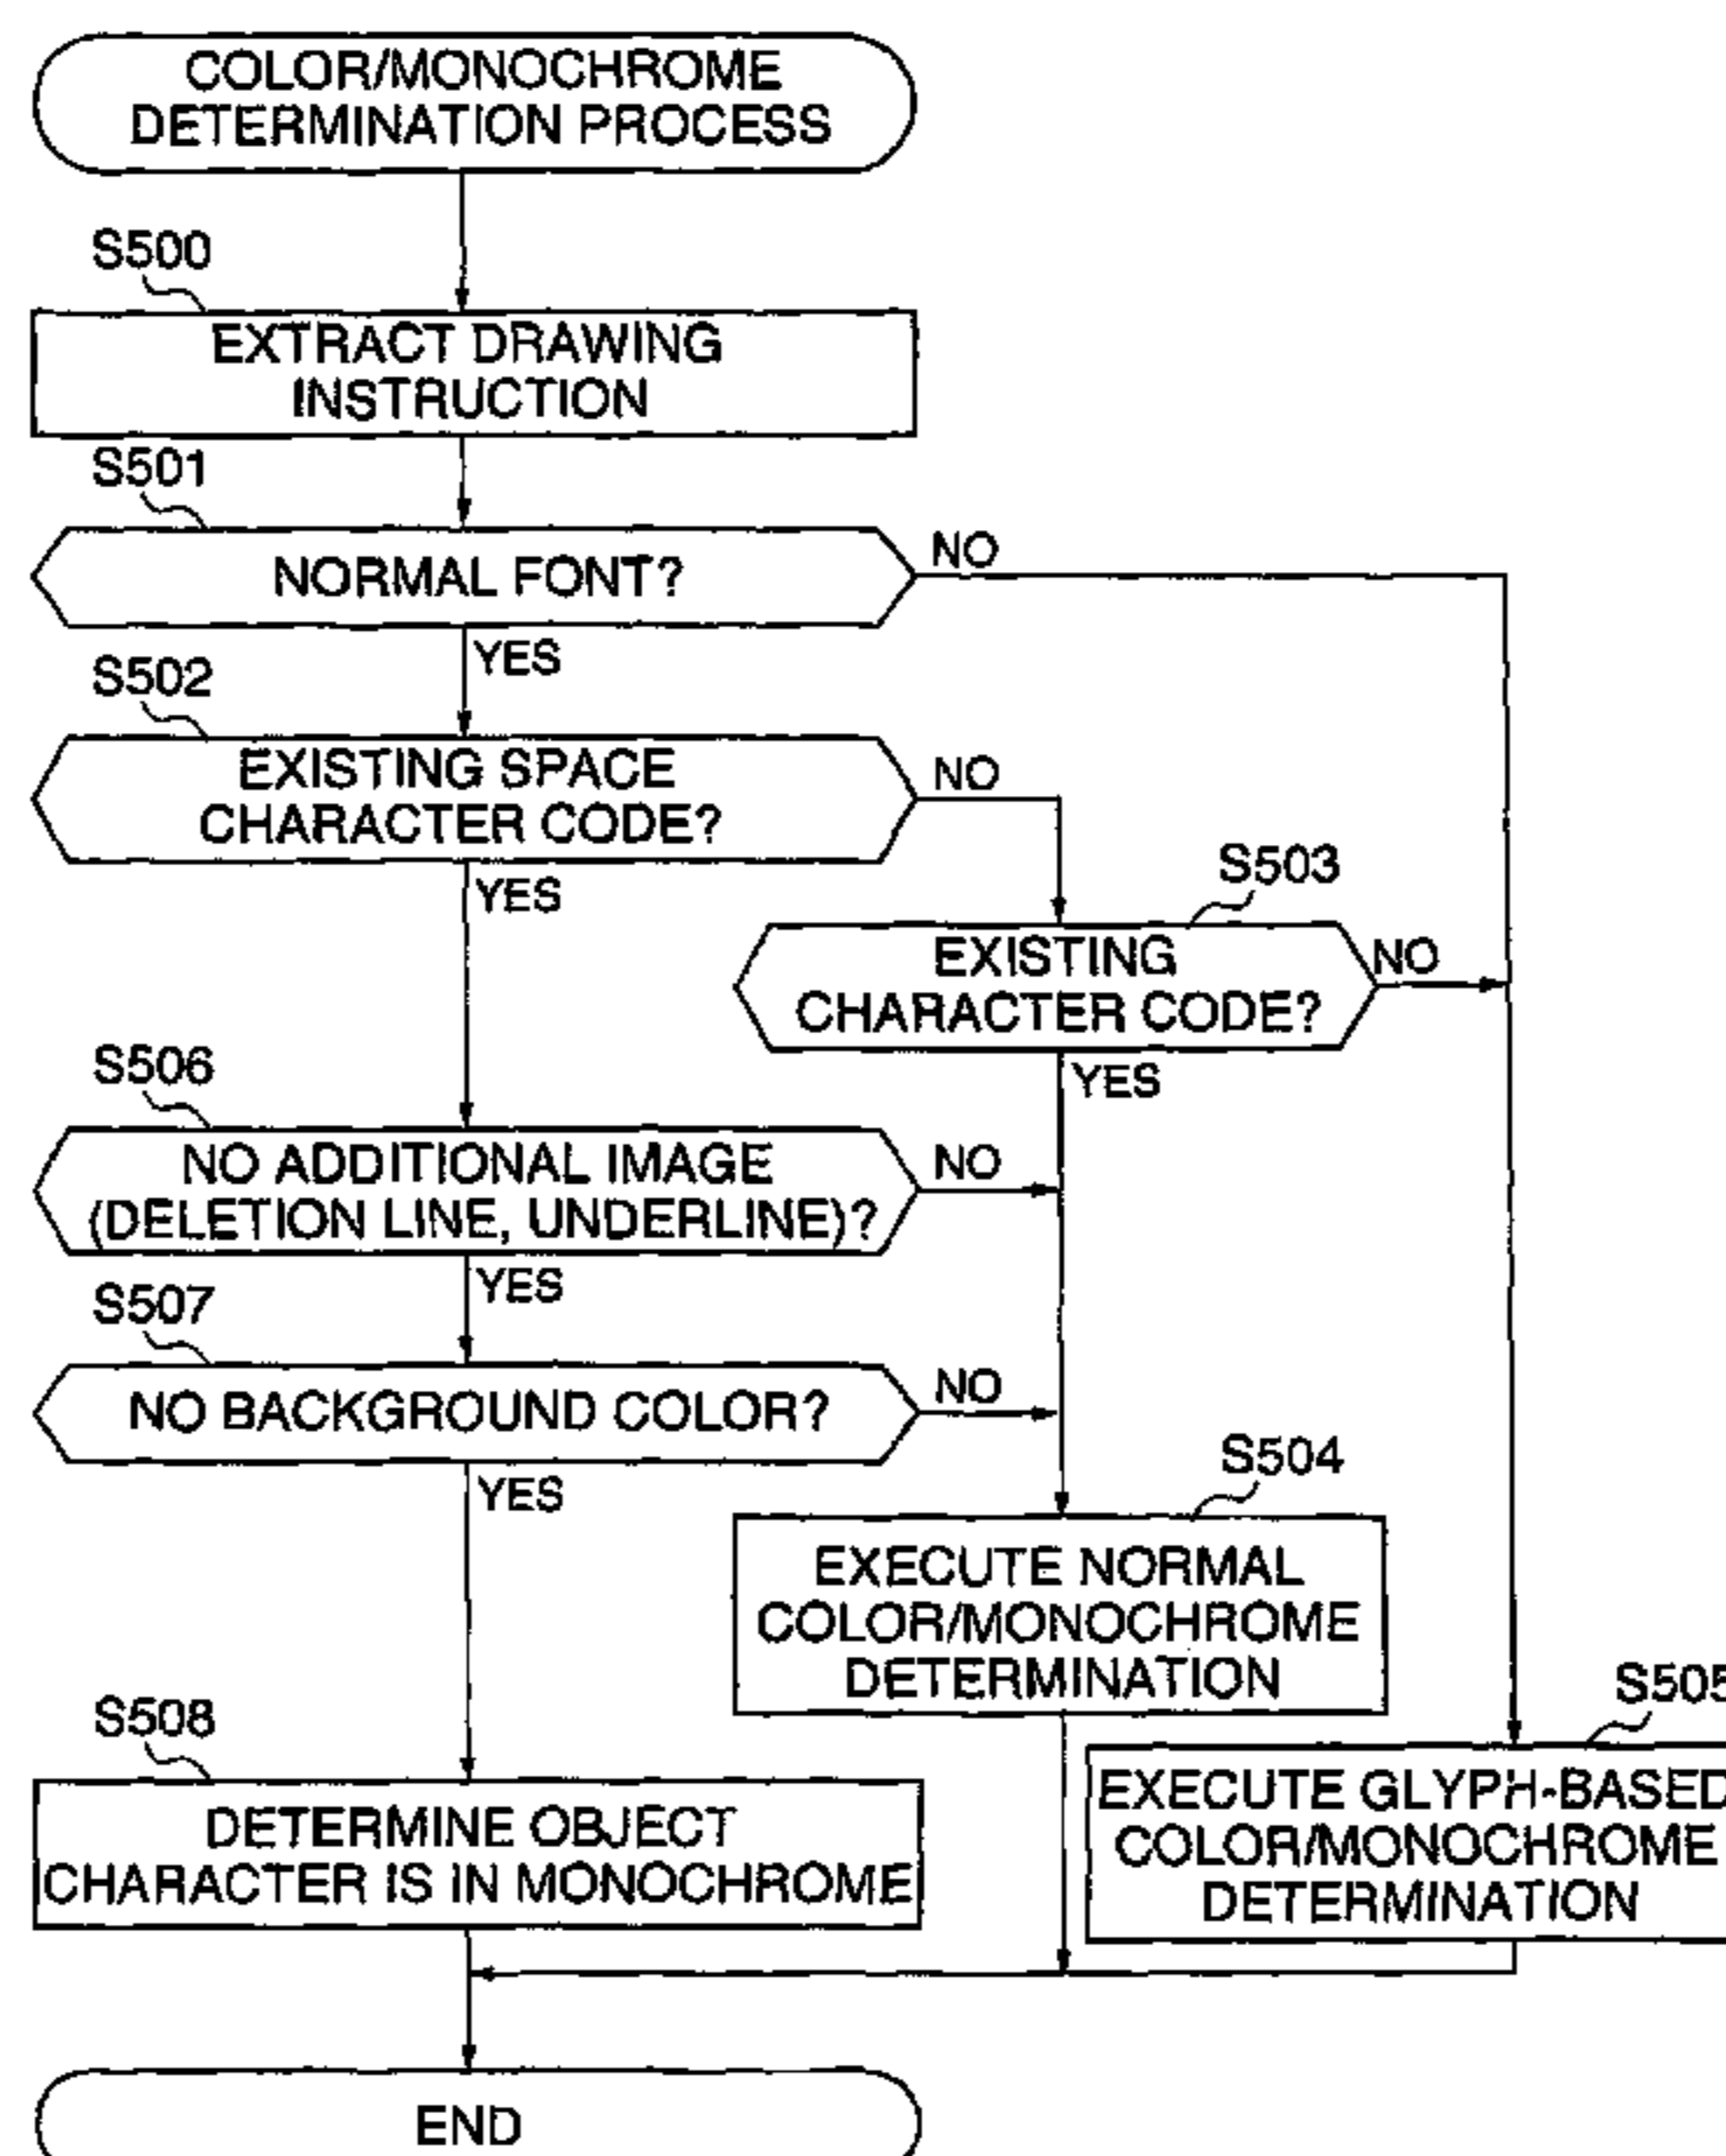 COLOR/MONOCHROME
DETERMINATION PROCESS
S500
EXTRACT DRAWING
INSTRUCTION
S501
NORMAL FONT?
NO
YES
S502
EXISTING SPACE
CHARACTER CODE?
NO
YES
S503
EXISTING
CHARACTER CODE?
NO
YES
S506
NO ADDITIONAL IMAGE
(DELETION LINE, UNDERLINE)?
NO
YES
S507
NO BACKGROUND COLOR?
NO
YES
S504
EXECUTE NORMAL
COLOR/MONOCHROME
DETERMINATION
S505
EXECUTE GLYPH-BASED
COLOR/MONOCHROME
DETERMINATION
S508
DETERMINE OBJECT
CHARACTER IS IN MONOCHROME
END